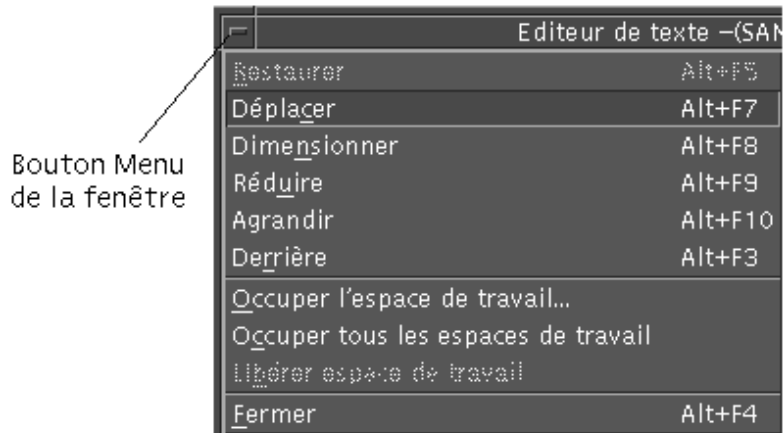 Editeur de texte –(SAN
Restaurer Alt+F5
Déplacer Alt+F7
Dimensionner Alt+F8
Réduire Alt+F9
Agrandir Alt+F10
Derrière Alt+F3
Occuper l'espace de travail...
Occuper tous les espaces de travail
Libérer espace de travail
Fermer Alt+F4
Bouton Menu
de la fenêtre